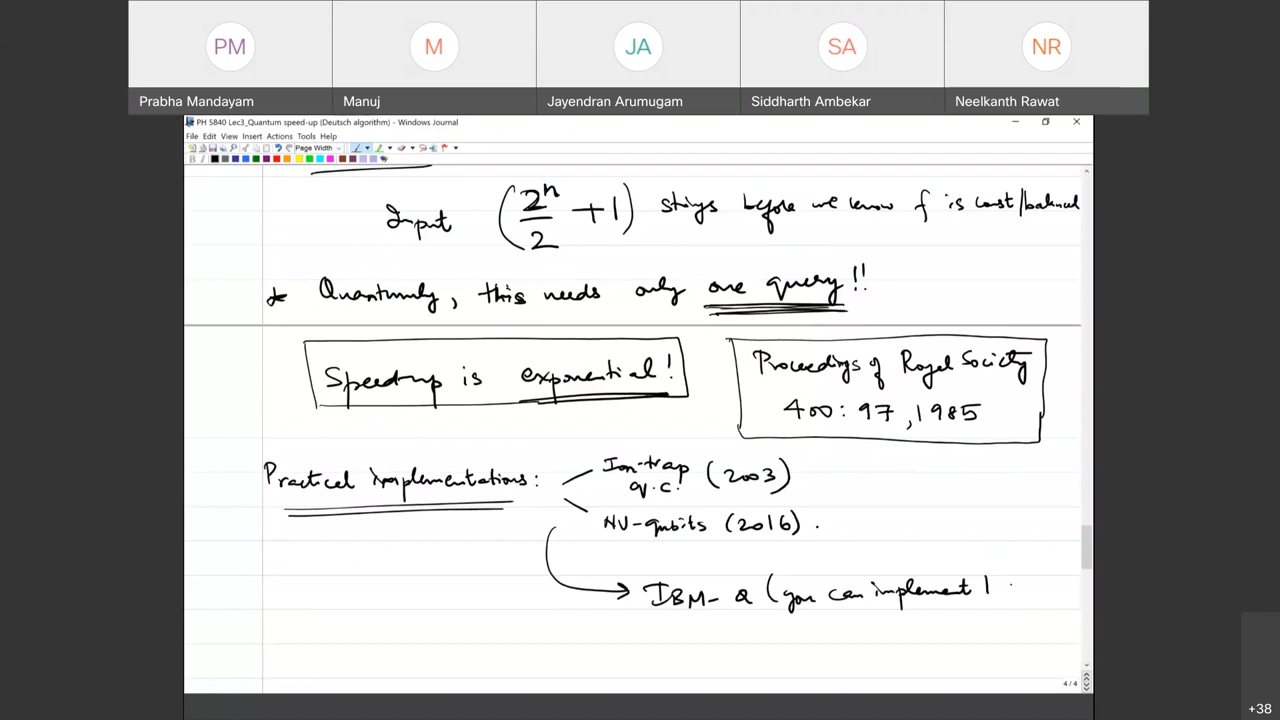 PM
M
JA
SA
NR
Prabha Mandayam
Manuj
Jayendran Arumugam
Siddharth Ambekar
Neelkanth Rawat
PH 5840 Lec3_Quantum speed-up (Deutsch algorithm) - Windows Journal
File Edit View Insert Actions Tools Help
Page Width
Input (2^n/2 + 1) strings before we know f is const/balanced
* Quantumly, this needs only one query!!
Speed-up is exponential!
Proceedings of Royal Society
400: 97, 1985
Practical implementations:
Ion-trap q.c. (2003)
NV-qubits (2016).
→ IBM-Q (you can implement
4 / 4
+38